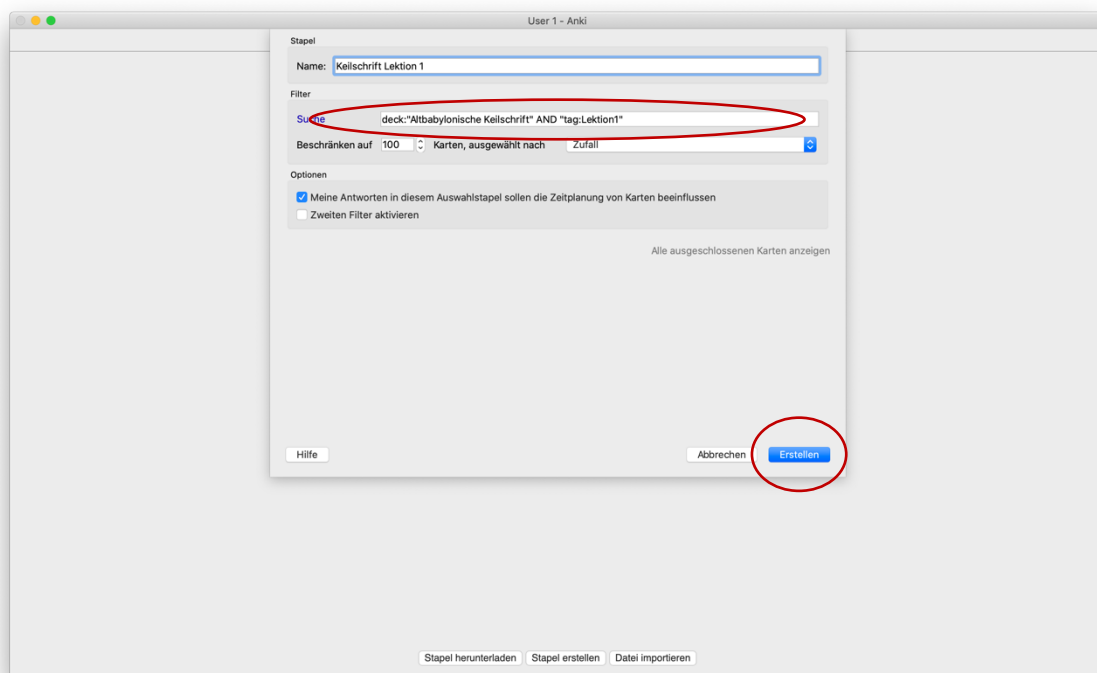 User 1 - Anki
Stapel
Name: Keilschrift Lektion 1
Filter
Suche deck:"Altbabylonische Keilschrift" AND "tag:Lektion1"
Beschränken auf 100 Karten, ausgewählt nach Zufall
Optionen
Meine Antworten in diesem Auswahlstapel sollen die Zeitplanung von Karten beeinflussen
Zweiten Filter aktivieren
Alle ausgeschlossenen Karten anzeigen
Hilfe Abbrechen Erstellen
Stapel herunterladen Stapel erstellen Datei importieren